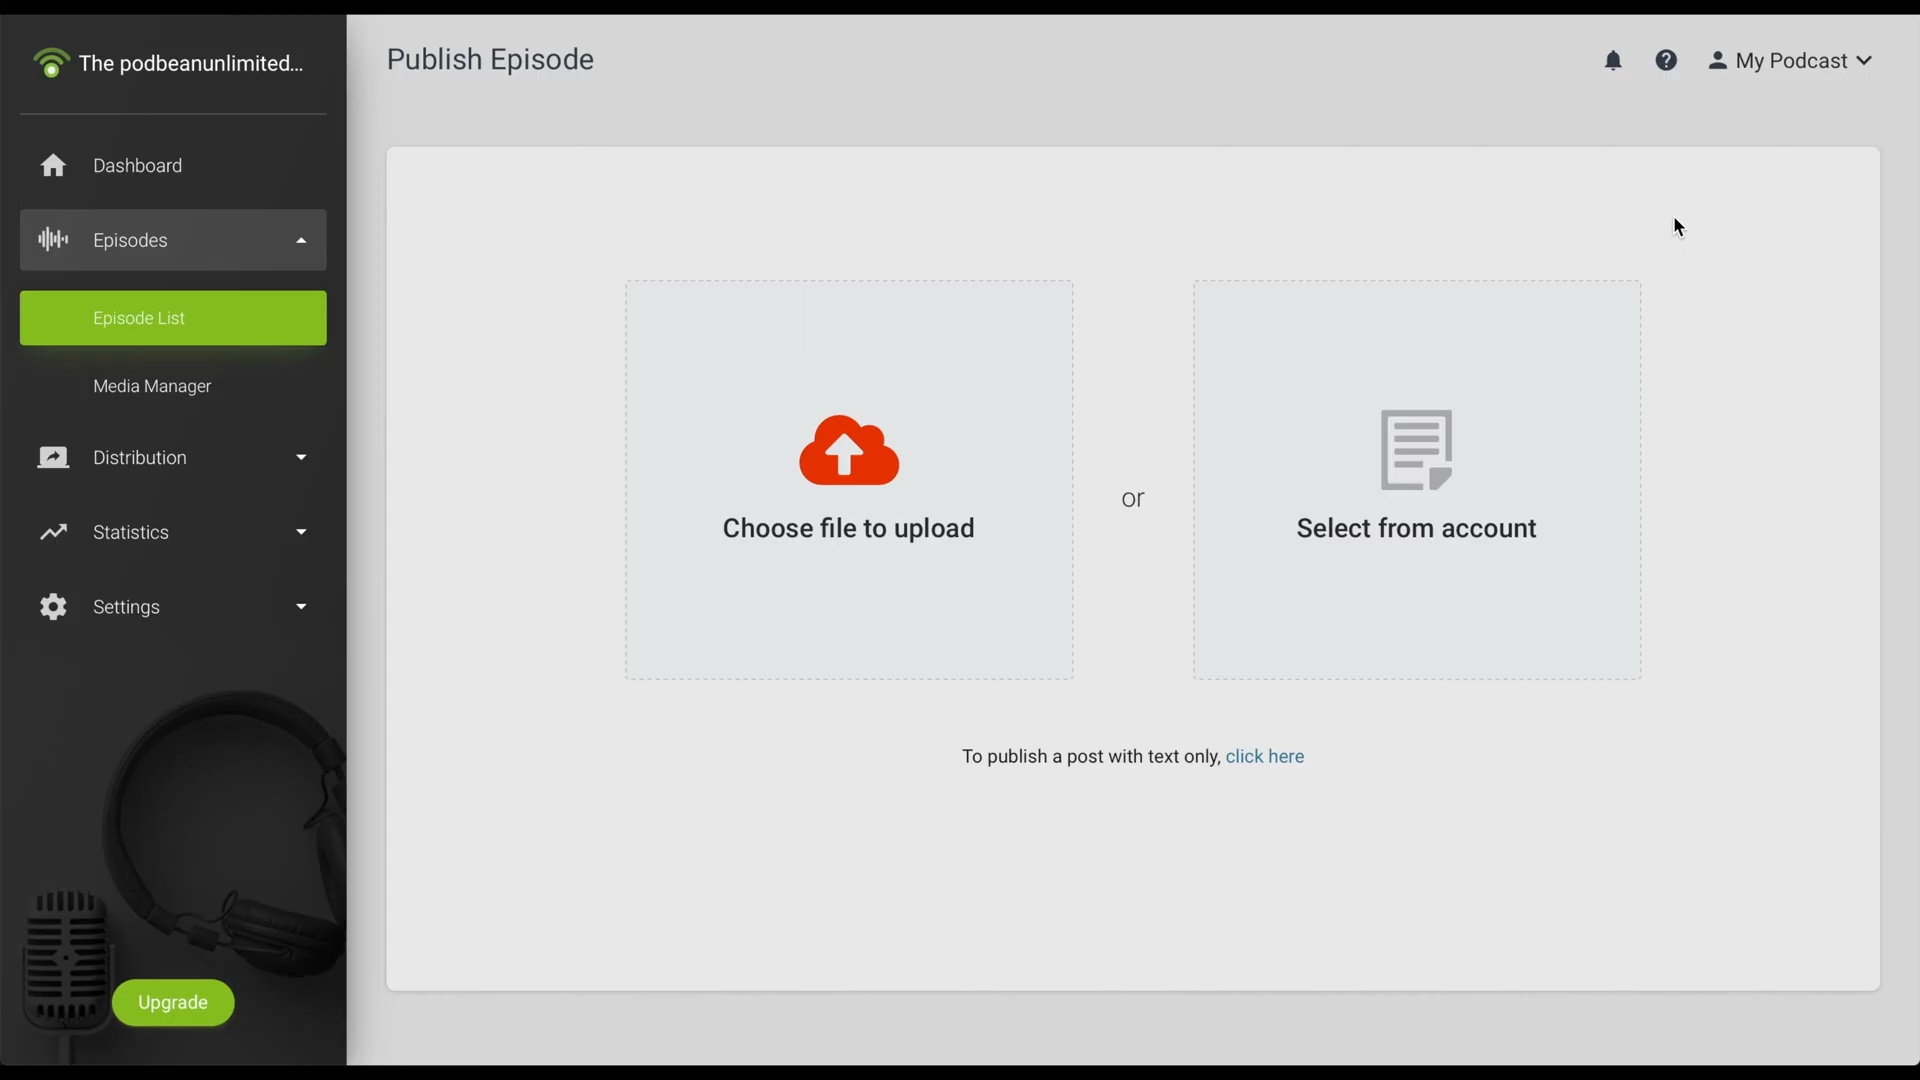 The podbeanunlimited...
Publish Episode
My Podcast
Dashboard
Episodes
Episode List
Media Manager
Distribution
Statistics
Settings
Upgrade
Choose file to upload
or
Select from account
To publish a post with text only, click here